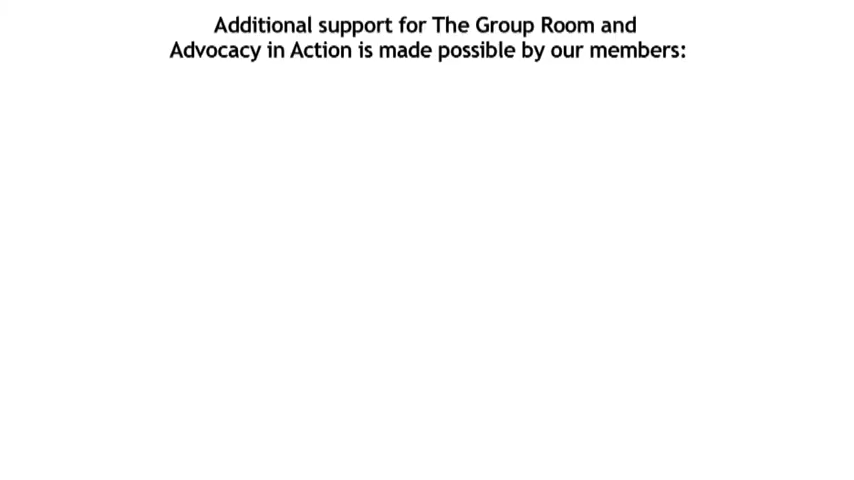 Additional support for The Group Room and
Advocacy in Action is made possible by our members: